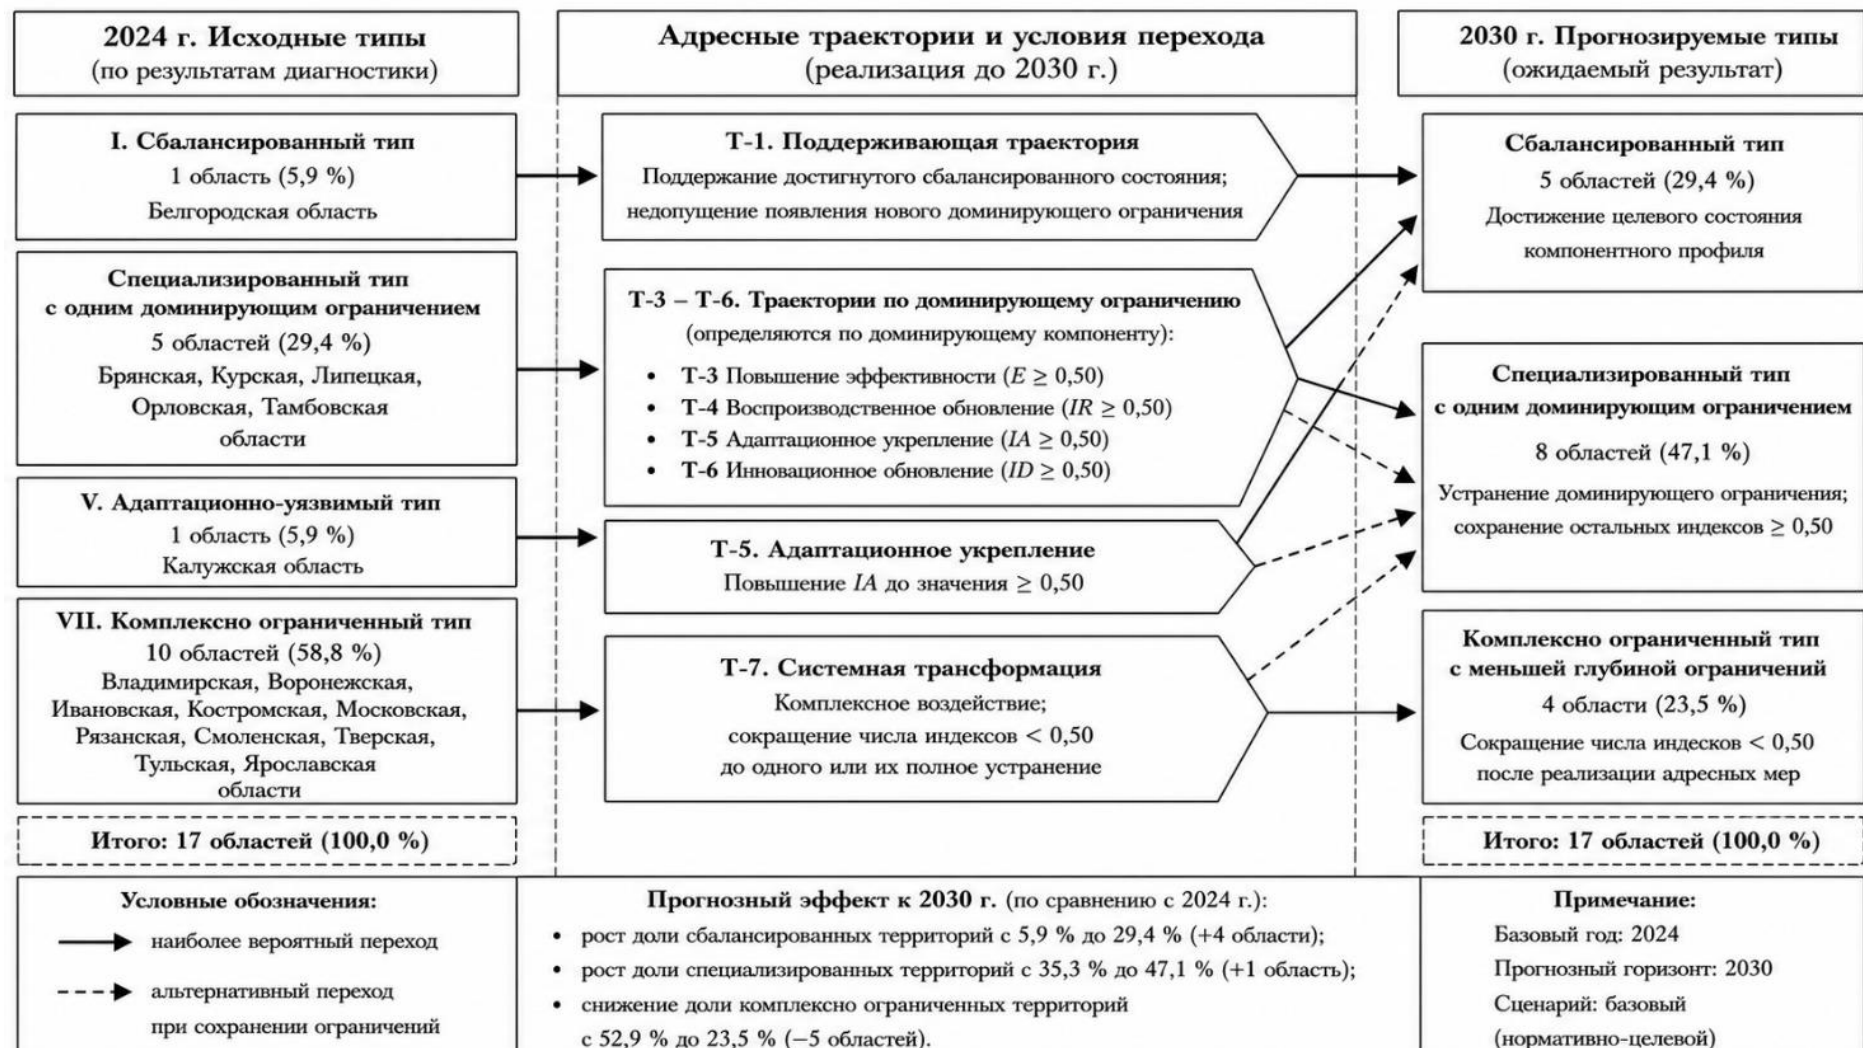 2024 г. Исходные типы
(по результатам диагностики)
Адресные траектории и условия перехода
(реализация до 2030 г.)
2030 г. Прогнозируемые типы
(ожидаемый результат)
I. Сбалансированный тип
1 область (5,9 %)
Белгородская область
Специализированный тип
с одним доминирующим ограничением
5 областей (29,4 %)
Брянская, Курская, Липецкая,
Орловская, Тамбовская
области
V. Адаптационно-уязвимый тип
1 область (5,9 %)
Калужская область
VII. Комплексно ограниченный тип
10 областей (58,8 %)
Владимирская, Воронежская,
Ивановская, Костромская, Московская,
Рязанская, Смоленская, Тверская,
Тульская, Ярославская
области
Итого: 17 областей (100,0 %)
Т-1. Поддерживающая траектория
Поддержание достигнутого сбалансированного состояния;
недопущение появления нового доминирующего ограничения
Т-3 – Т-6. Траектории по доминирующему ограничению
(определяются по доминирующему компоненту):
• Т-3 Повышение эффективности (E ≥ 0,50)
• Т-4 Воспроизводственное обновление (IR ≥ 0,50)
• Т-5 Адаптационное укрепление (IA ≥ 0,50)
• Т-6 Инновационное обновление (ID ≥ 0,50)
Т-5. Адаптационное укрепление
Повышение IA до значения ≥ 0,50
Т-7. Системная трансформация
Комплексное воздействие;
сокращение числа индексов < 0,50
до одного или их полное устранение
Сбалансированный тип
5 областей (29,4 %)
Достижение целевого состояния
компонентного профиля
Специализированный тип
с одним доминирующим ограничением
8 областей (47,1 %)
Устранение доминирующего ограничения;
сохранение остальных индексов ≥ 0,50
Комплексно ограниченный тип
с меньшей глубиной ограничений
4 области (23,5 %)
Сокращение числа индесков < 0,50
после реализации адресных мер
Итого: 17 областей (100,0 %)
Условные обозначения:
наиболее вероятный переход
альтернативный переход
при сохранении ограничений
Прогнозный эффект к 2030 г. (по сравнению с 2024 г.):
• рост доли сбалансированных территорий с 5,9 % до 29,4 % (+4 области);
• рост доли специализированных территорий с 35,3 % до 47,1 % (+1 область);
• снижение доли комплексно ограниченных территорий
с 52,9 % до 23,5 % (−5 областей).
Примечание:
Базовый год: 2024
Прогнозный горизонт: 2030
Сценарий: базовый
(нормативно-целевой)